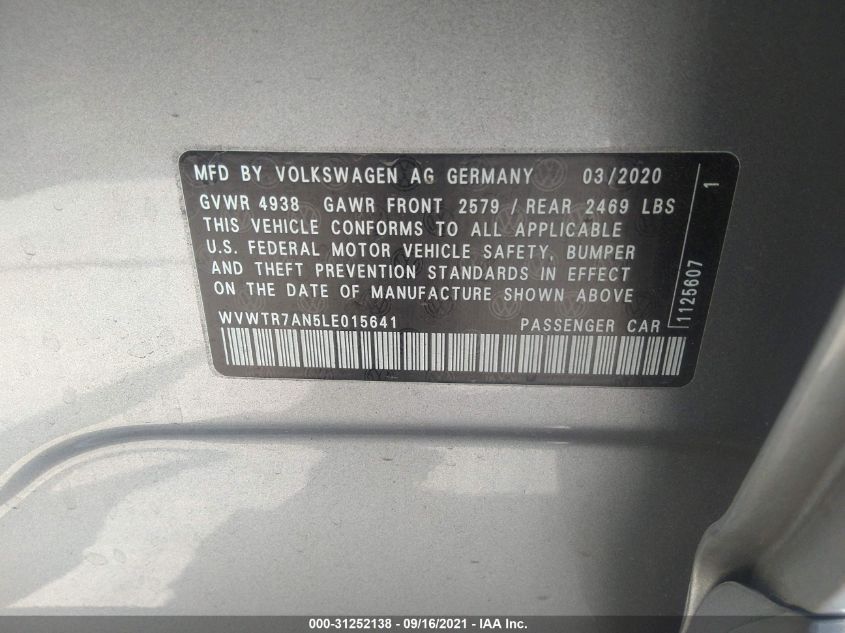 MFD BY VOLKSWAGEN AG GERMANY 03/2020
GVWR 4938 GAWR FRONT 2579 / REAR 2469 LBS
THIS VEHICLE CONFORMS TO ALL APPLICABLE
U.S. FEDERAL MOTOR VEHICLE SAFETY, BUMPER
AND THEFT PREVENTION STANDARDS IN EFFECT
ON THE DATE OF MANUFACTURE SHOWN ABOVE
WVWTR7AN5LE015641 PASSENGER CAR
1125607 1
000-31252138 - 09/16/2021 - IAA Inc.